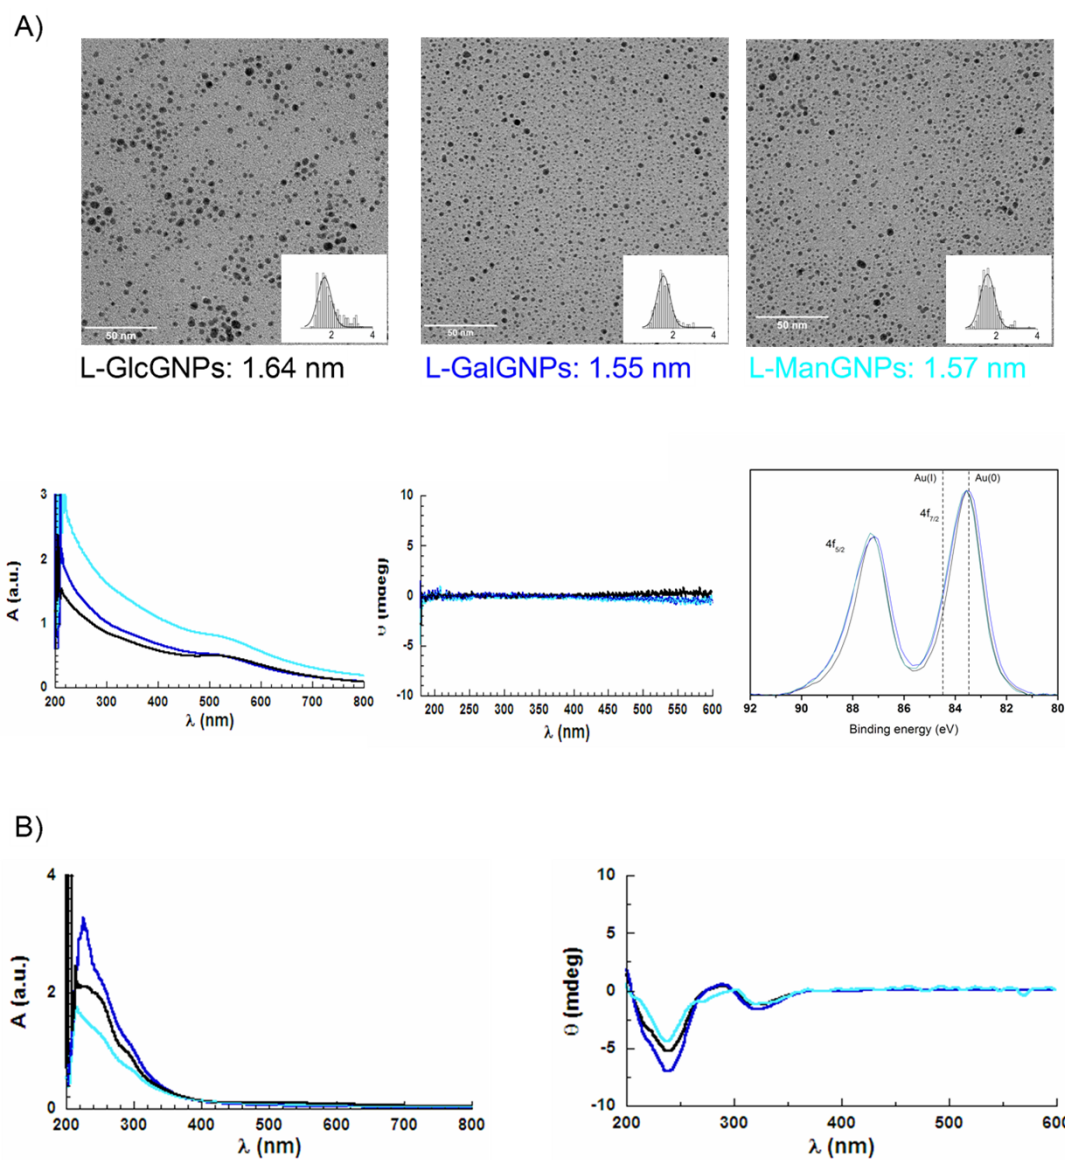 A)
50 nm
2 4
50 nm
2 4
50 nm
2 4
L-GlcGNPs: 1.64 nm
L-GalGNPs: 1.55 nm
L-ManGNPs: 1.57 nm
3
2
1
0
A (a.u.)
200 300 400 500 600 700 800
λ (nm)
10
5
0
-5
-10
θ (mdeg)
200 250 300 350 400 450 500 550 600
λ (nm)
Au(I) Au(0)
4f7/2
4f5/2
92 90 88 86 84 82 80
Binding energy (eV)
B)
4
2
0
A (a.u.)
200 300 400 500 600 700 800
λ (nm)
10
5
0
-5
-10
θ (mdeg)
200 300 400 500 600
λ (nm)